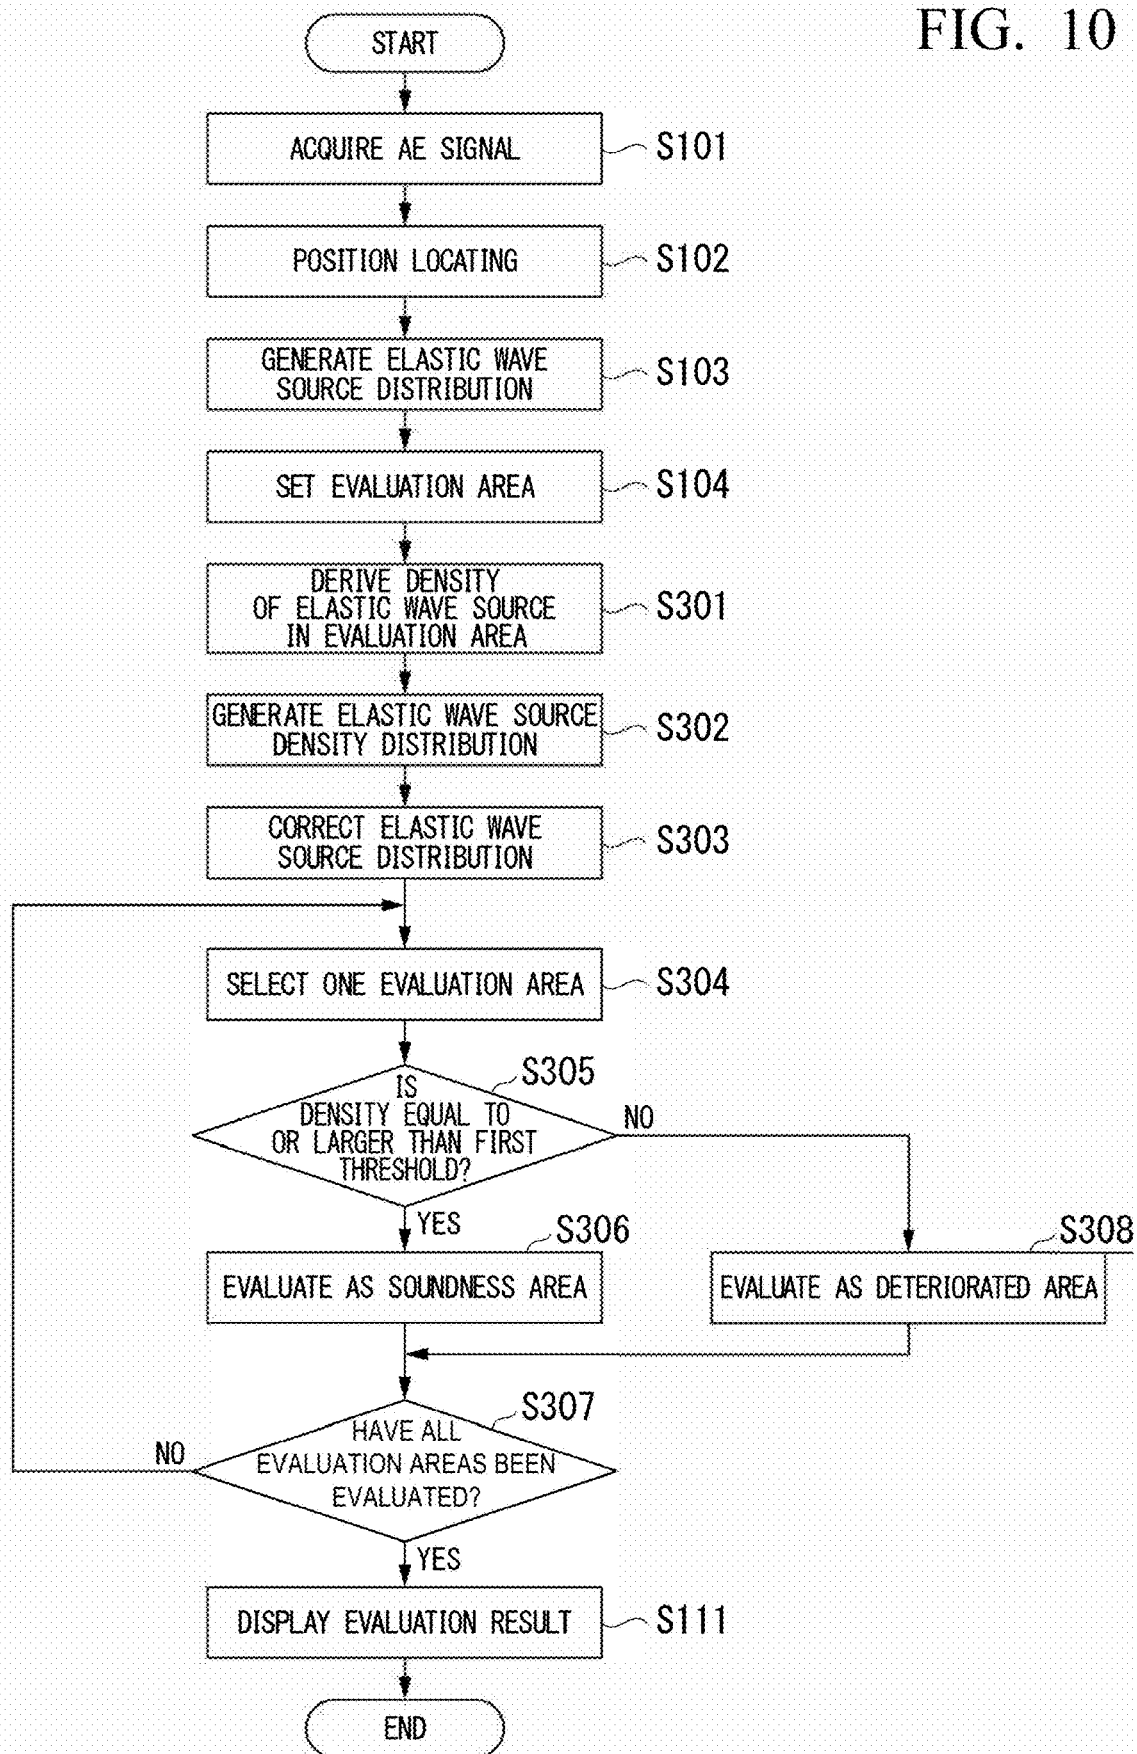 FIG. 10
START
ACQUIRE AE SIGNAL
S101
POSITION LOCATING
S102
GENERATE ELASTIC WAVE
SOURCE DISTRIBUTION
S103
SET EVALUATION AREA
S104
DERIVE DENSITY
OF ELASTIC WAVE SOURCE
IN EVALUATION AREA
S301
GENERATE ELASTIC WAVE SOURCE
DENSITY DISTRIBUTION
S302
CORRECT ELASTIC WAVE
SOURCE DISTRIBUTION
S303
SELECT ONE EVALUATION AREA
S304
S305
IS
DENSITY EQUAL TO
OR LARGER THAN FIRST
THRESHOLD?
NO
YES
S306
EVALUATE AS SOUNDNESS AREA
S308
EVALUATE AS DETERIORATED AREA
S307
HAVE ALL
EVALUATION AREAS BEEN
EVALUATED?
NO
YES
DISPLAY EVALUATION RESULT
S111
END